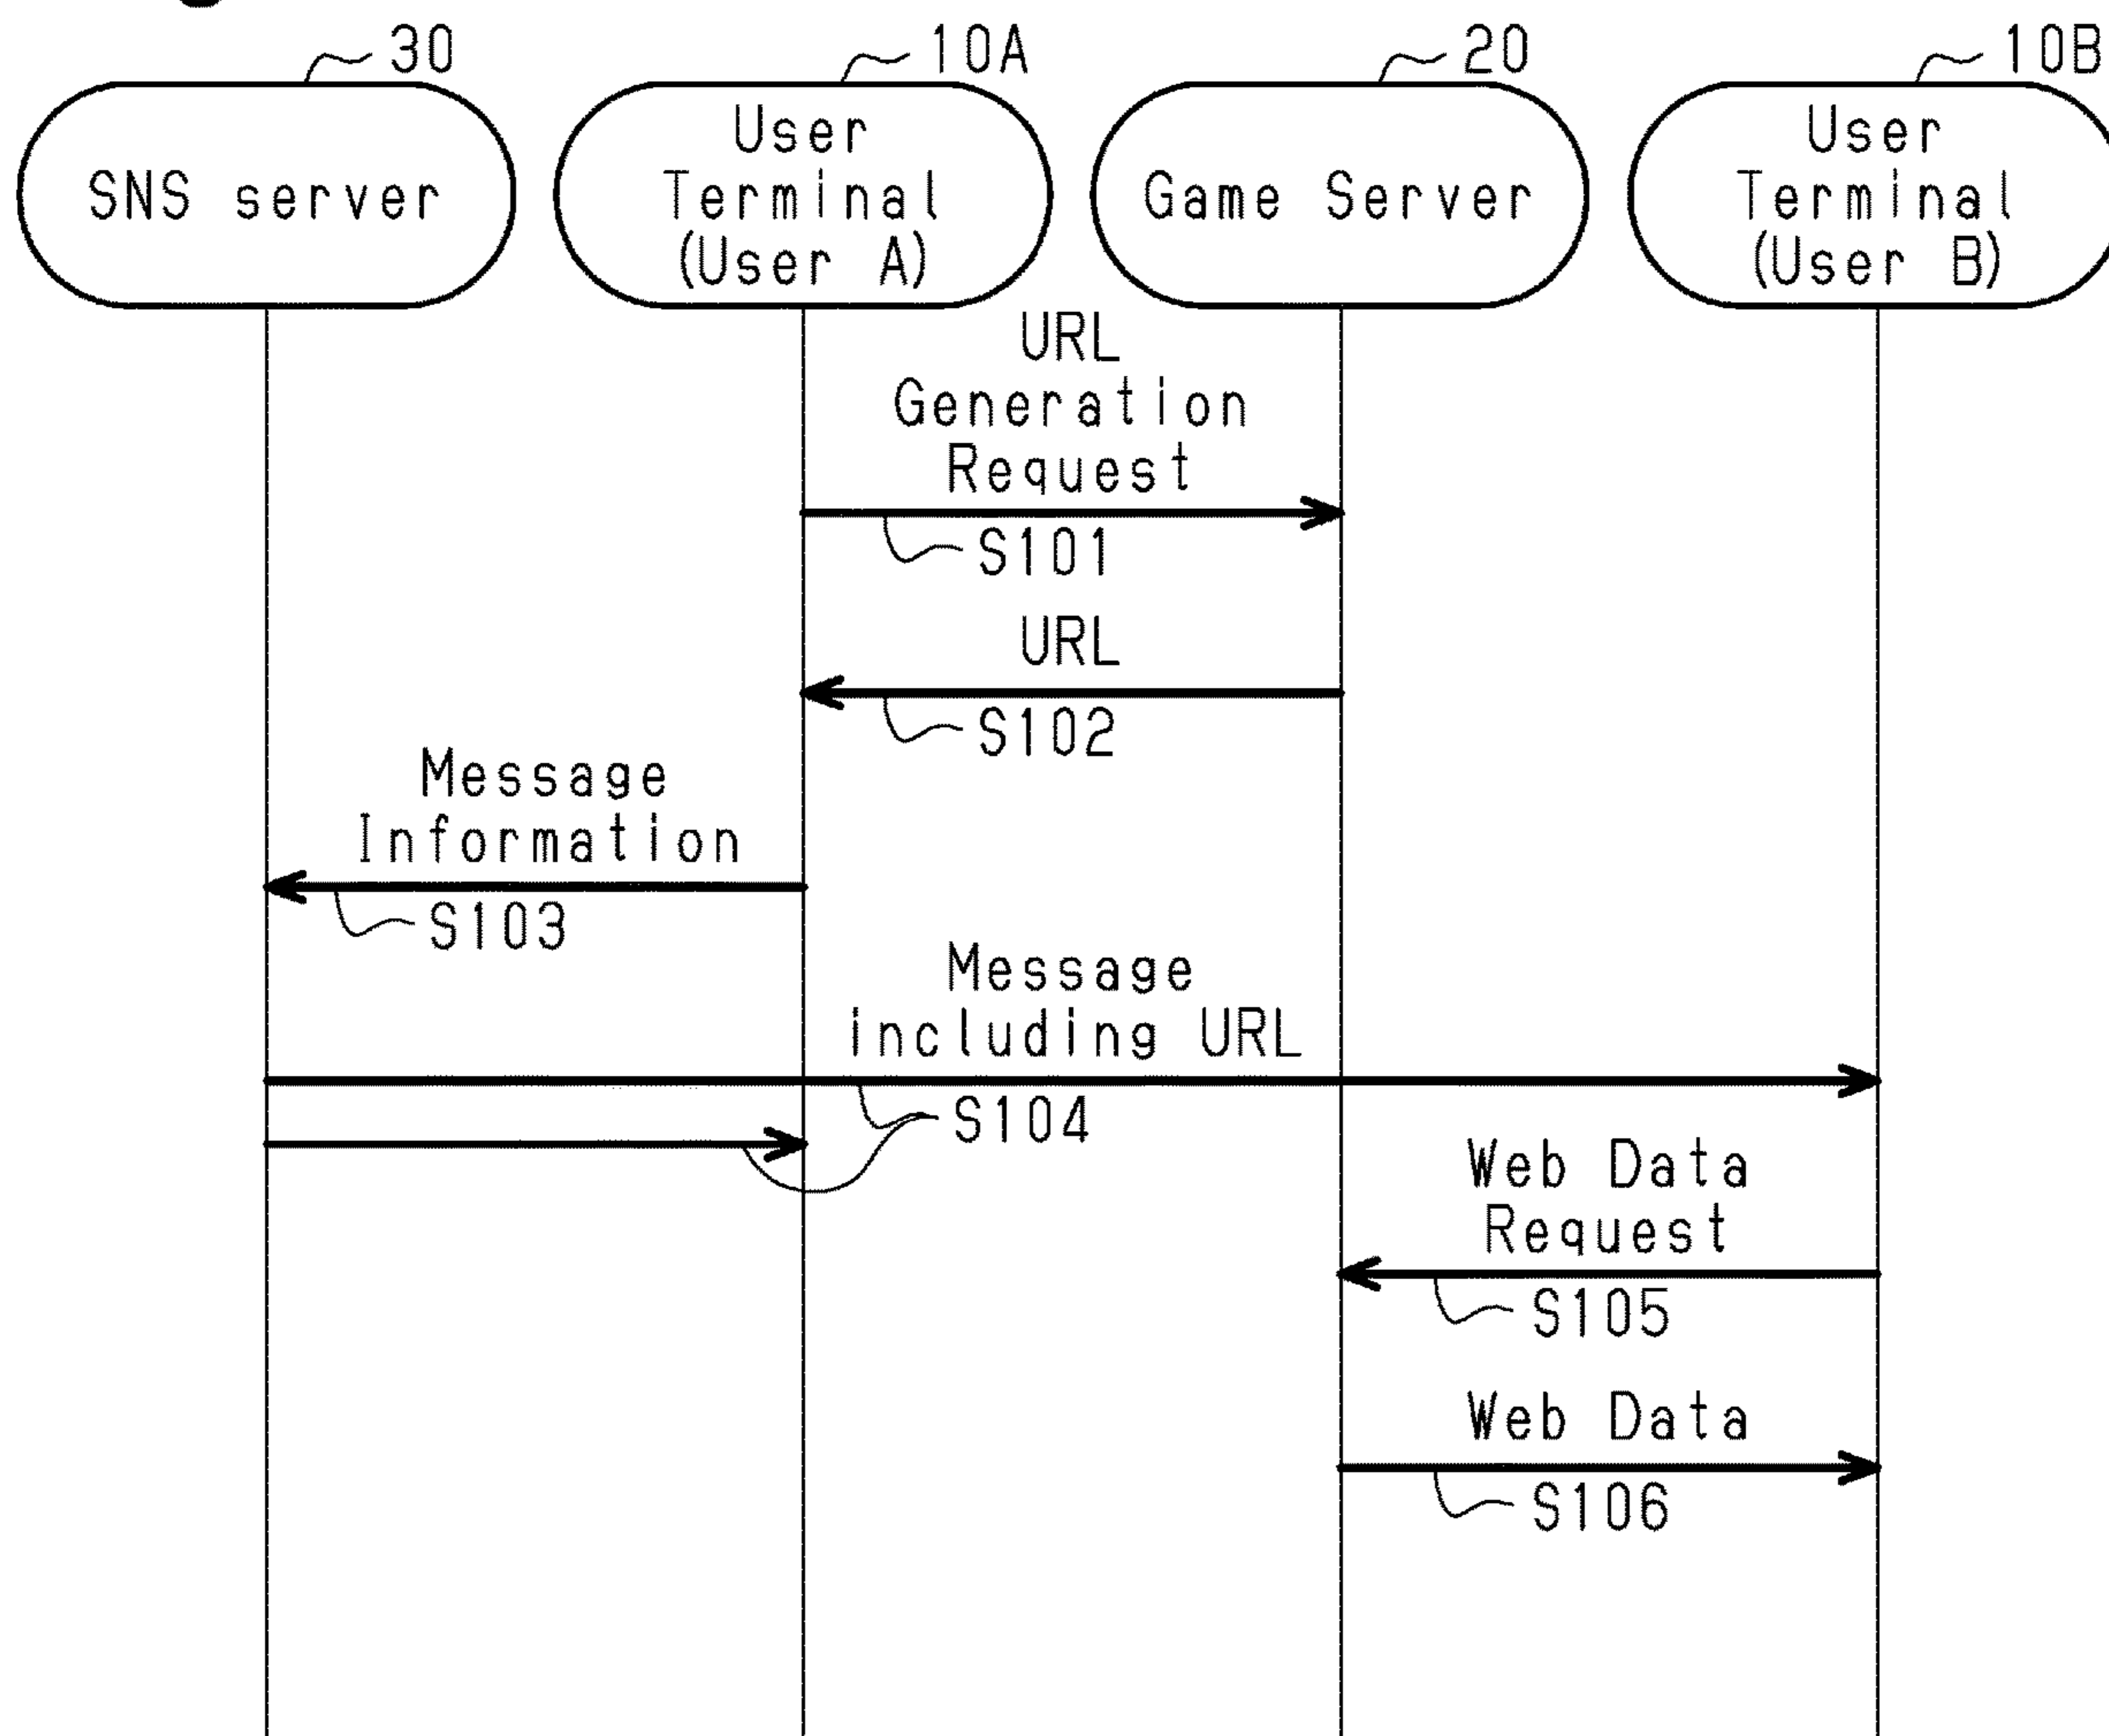 30
10A
20
10B
SNS server
User
Terminal
(User A)
Game Server
User
Terminal
(User B)
URL
Generation
Request
S101
URL
S102
Message
Information
S103
Message
including URL
S104
Web Data
Request
S105
Web Data
S106